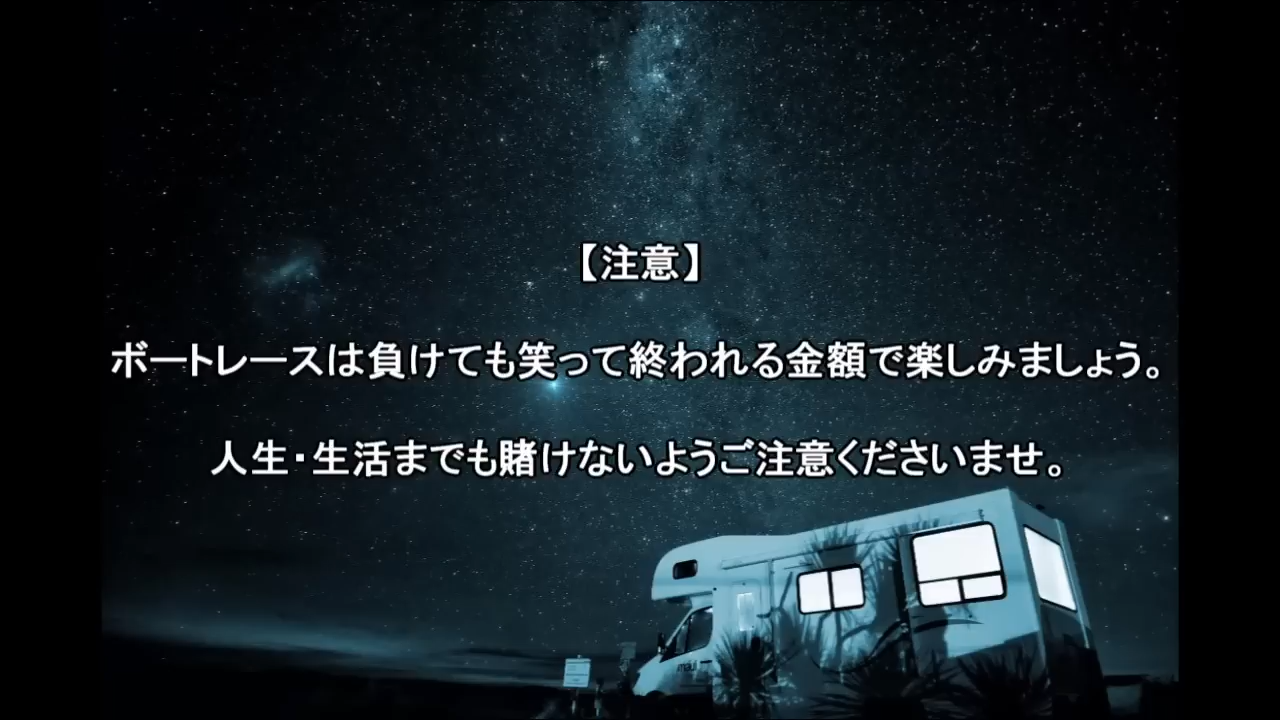 【注意】
ボートレースは負けても笑って終われる金額で楽しみましょう。
人生・生活までも賭けないようご注意くださいませ。